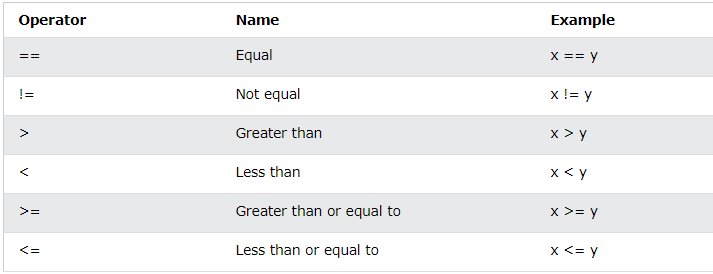 Operator Name Example
== Equal x == y
!= Not equal x != y
> Greater than x > y
< Less than x < y
>= Greater than or equal to x >= y
<= Less than or equal to x <= y